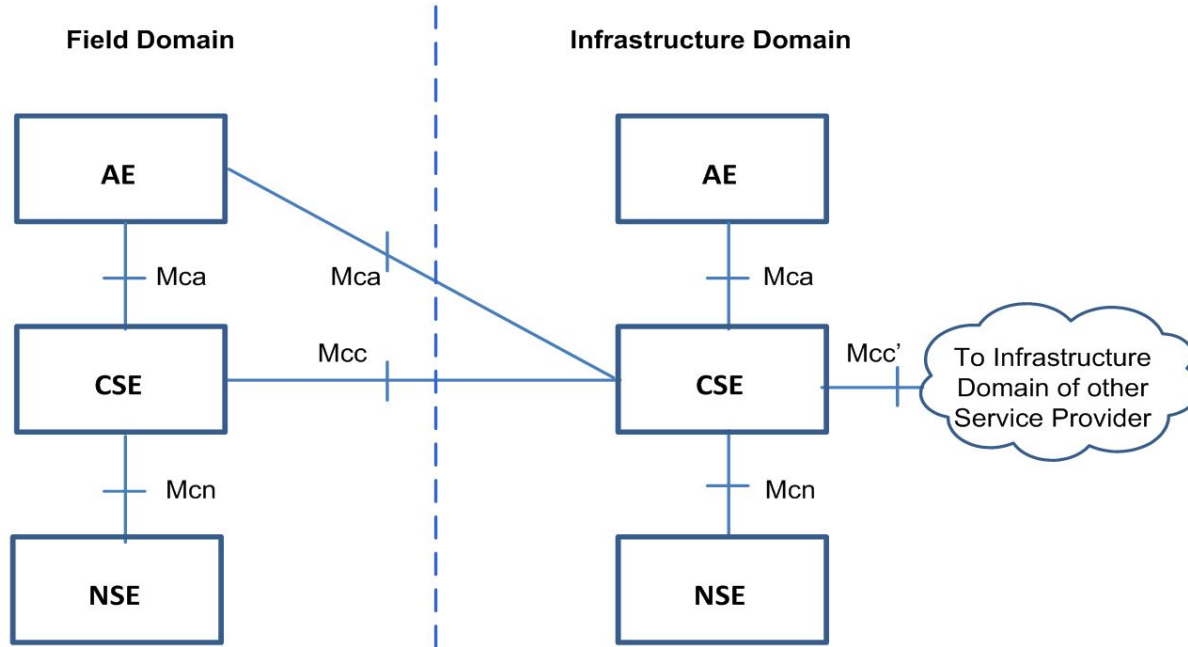 Field Domain
Infrastructure Domain
AE
AE
Mca
Mca
Mca
CSE
Mcc
CSE
Mcc’
To Infrastructure
Domain of other
Service Provider
Mcn
Mcn
NSE
NSE